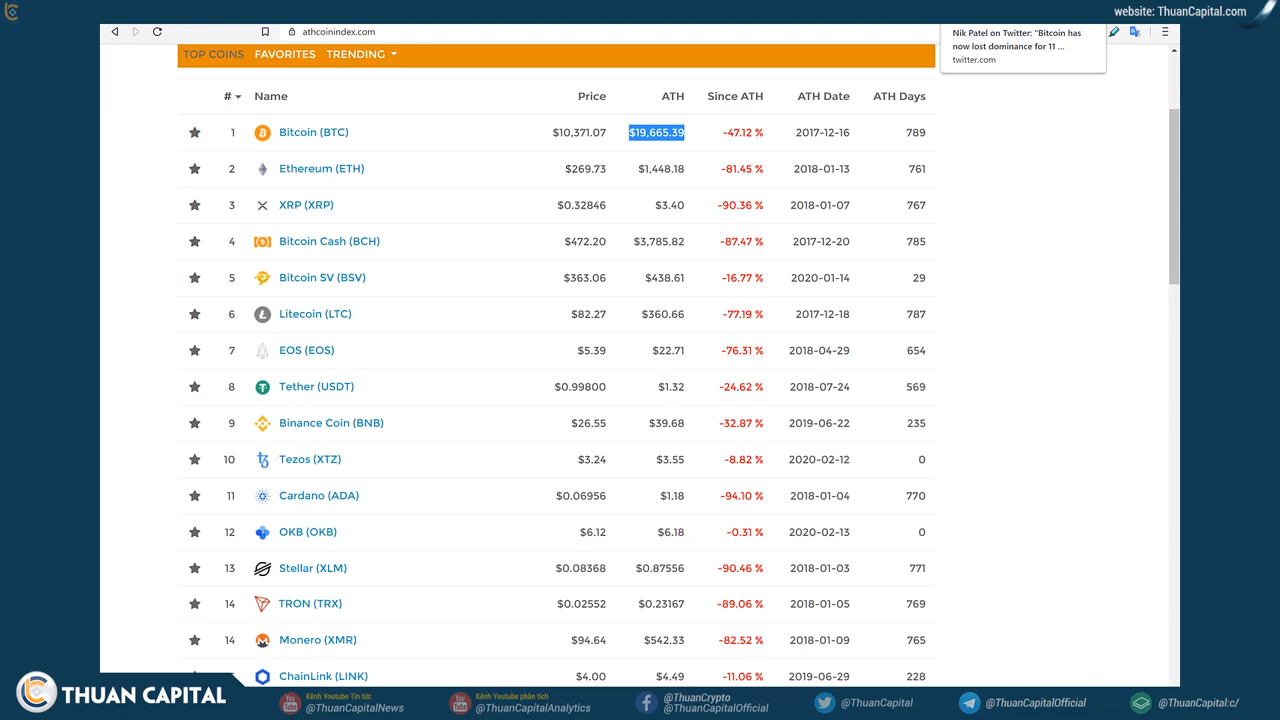 website: ThuanCapital.com
athcoinindex.com
Nik Patel on Twitter: "Bitcoin has
now lost dominance for 11 ...
twitter.com
TOP COINS FAVORITES TRENDING
# Name Price ATH Since ATH ATH Date ATH Days
1 Bitcoin (BTC) $10,371.07 $19,665.39 -47.12 % 2017-12-16 789
2 Ethereum (ETH) $269.73 $1,448.18 -81.45 % 2018-01-13 761
3 XRP (XRP) $0.32846 $3.40 -90.36 % 2018-01-07 767
4 Bitcoin Cash (BCH) $472.20 $3,785.82 -87.47 % 2017-12-20 785
5 Bitcoin SV (BSV) $363.06 $438.61 -16.77 % 2020-01-14 29
6 Litecoin (LTC) $82.27 $360.66 -77.19 % 2017-12-18 787
7 EOS (EOS) $5.39 $22.71 -76.31 % 2018-04-29 654
8 Tether (USDT) $0.99800 $1.32 -24.62 % 2018-07-24 569
9 Binance Coin (BNB) $26.55 $39.68 -32.87 % 2019-06-22 235
10 Tezos (XTZ) $3.24 $3.55 -8.82 % 2020-02-12 0
11 Cardano (ADA) $0.06956 $1.18 -94.10 % 2018-01-04 770
12 OKB (OKB) $6.12 $6.18 -0.31 % 2020-02-13 0
13 Stellar (XLM) $0.08368 $0.87556 -90.46 % 2018-01-03 771
14 TRON (TRX) $0.02552 $0.23167 -89.06 % 2018-01-05 769
14 Monero (XMR) $94.64 $542.33 -82.52 % 2018-01-09 765
ChainLink (LINK) $4.00 $4.49 -11.06 % 2019-06-29 228
THUAN CAPITAL
Kênh Youtube Tin tức
@ThuanCapitalNews
Kênh Youtube phân tích
@ThuanCapitalAnalytics
@ThuanCrypto
@ThuanCapitalOfficial
@ThuanCapital
@ThuanCapitalOfficial
@ThuanCapital:c/